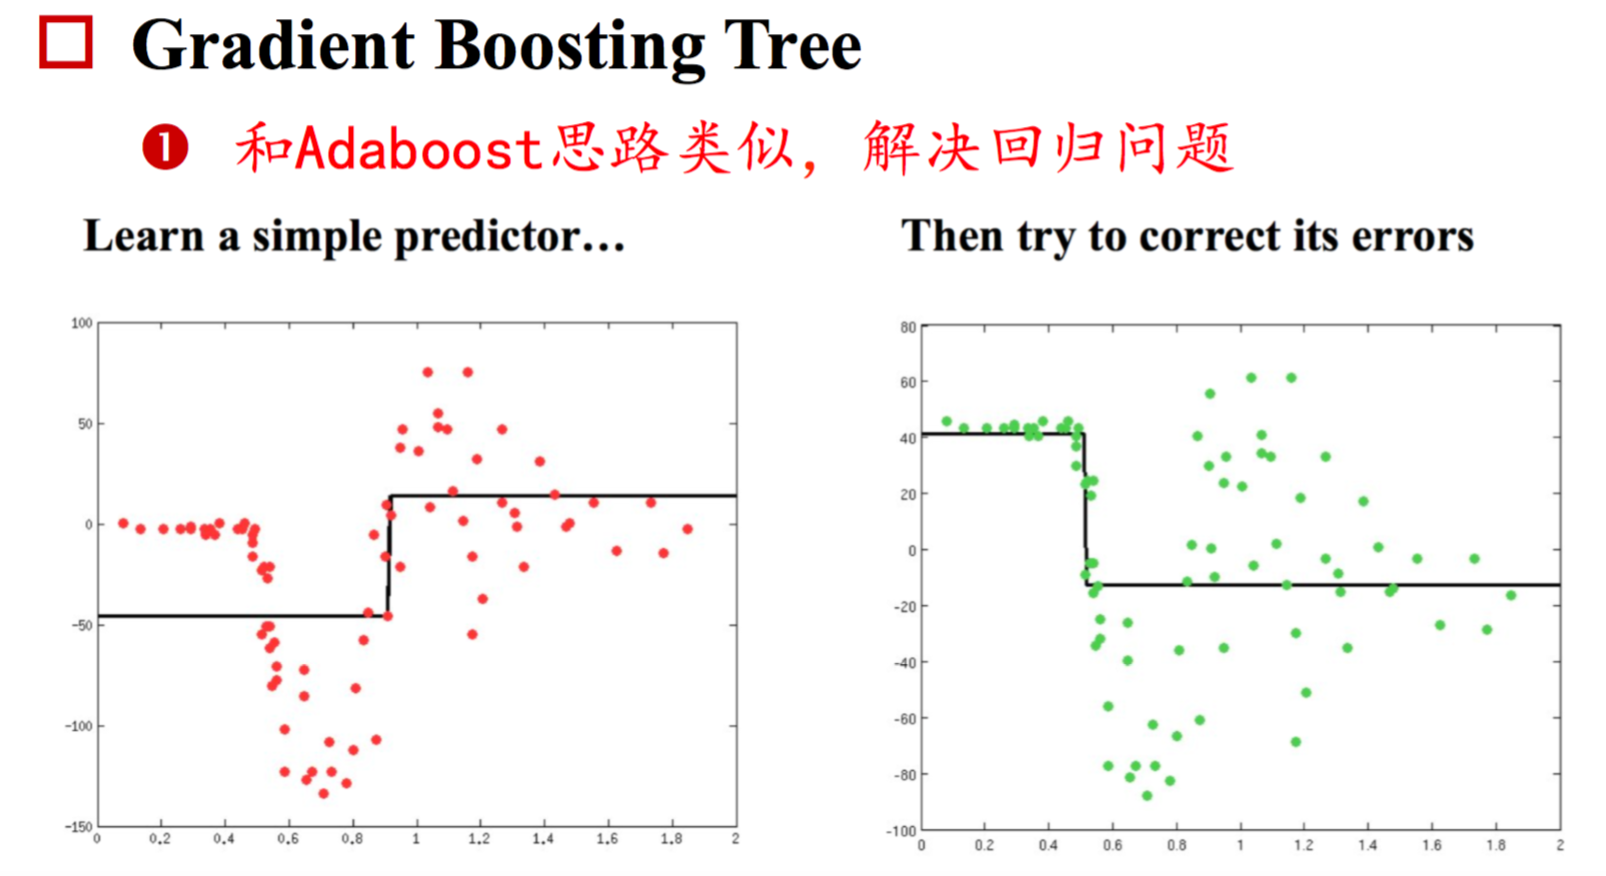 Gradient Boosting Tree
1 和Adaboost思路类似，解决回归问题
Learn a simple predictor…
Then try to correct its errors
100
50
0
-50
-100
-150
0 0.2 0.4 0.6 0.8 1 1.2 1.4 1.6 1.8 2
80
60
40
20
0
-20
-40
-60
-80
-100
0 0.2 0.4 0.6 0.8 1 1.2 1.4 1.6 1.8 2